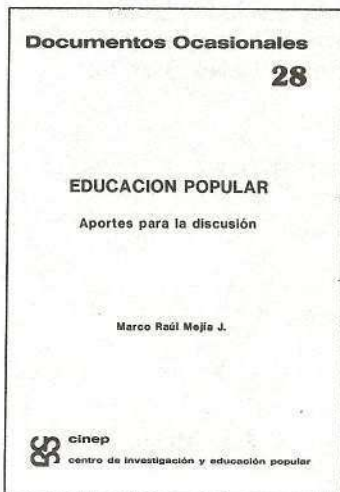 Documentos Ocasionales
28
EDUCACION POPULAR
Aportes para la discusión
Marco Raúl Mejía J.
cinep
centro de investigación y educación popular